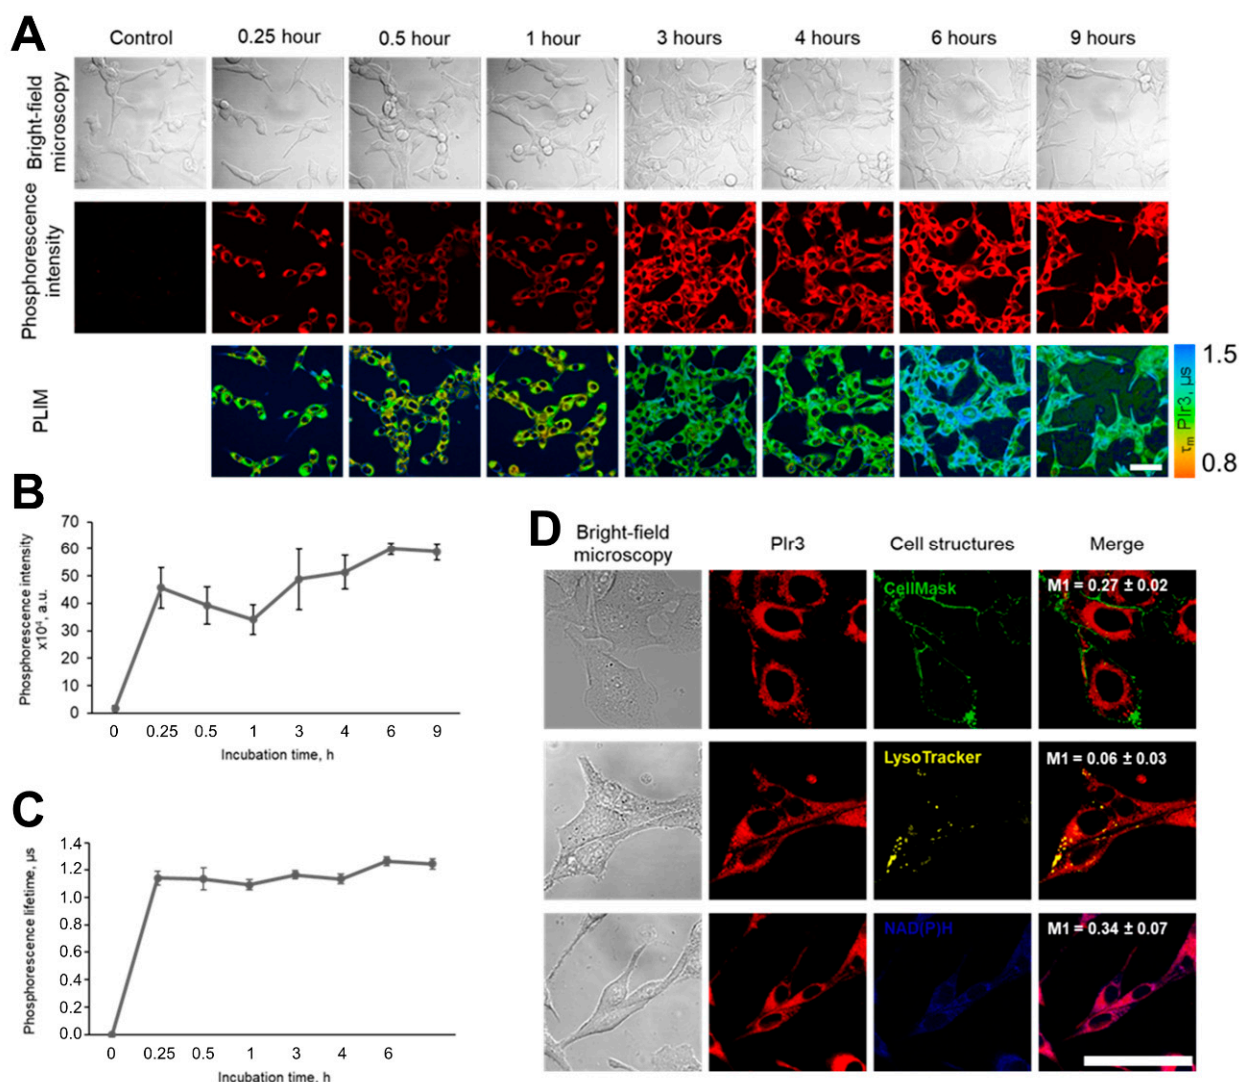 A
Control
0.25 hour
0.5 hour
1 hour
3 hours
4 hours
6 hours
9 hours
Bright-field
microscopy
Phosphorescence
intensity
PLIM
1.5
τm PIr3, µs
0.8
B
Phosphorescence intensity
x10⁴, a.u.
70
60
50
40
30
20
10
0
0 0.25 0.5 1 3 4 6 9
Incubation time, h
C
Phosphorescence lifetime, µs
1.4
1.2
1.0
0.8
0.6
0.4
0.2
0.0
0 0.25 0.5 1 3 4 6
Incubation time, h
D
Bright-field
microscopy
PIr3
Cell structures
Merge
CellMask
M1 = 0.27 ± 0.02
LysoTracker
M1 = 0.06 ± 0.03
NAD(P)H
M1 = 0.34 ± 0.07